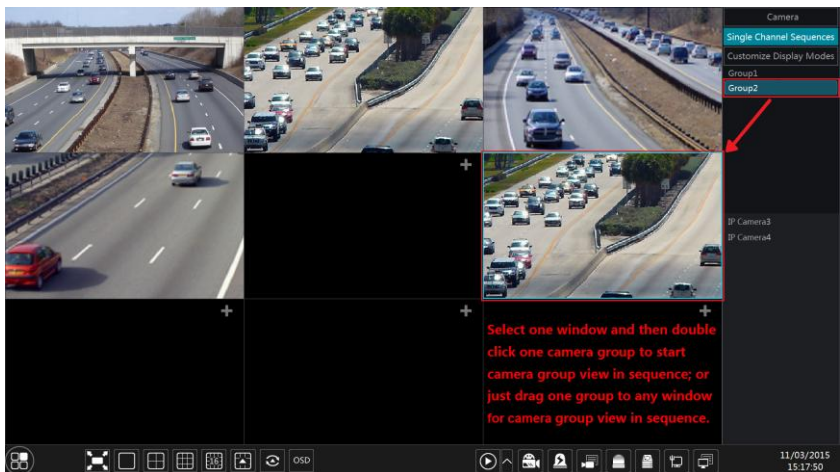 Camera
Single Channel Sequences
Customize Display Modes
Group1
Group2
IP Camera3
IP Camera4
Select one window and then double
click one camera group to start
camera group view in sequence; or
just drag one group to any window
for camera group view in sequence.
16
OSD
11/03/2015
15:17:50